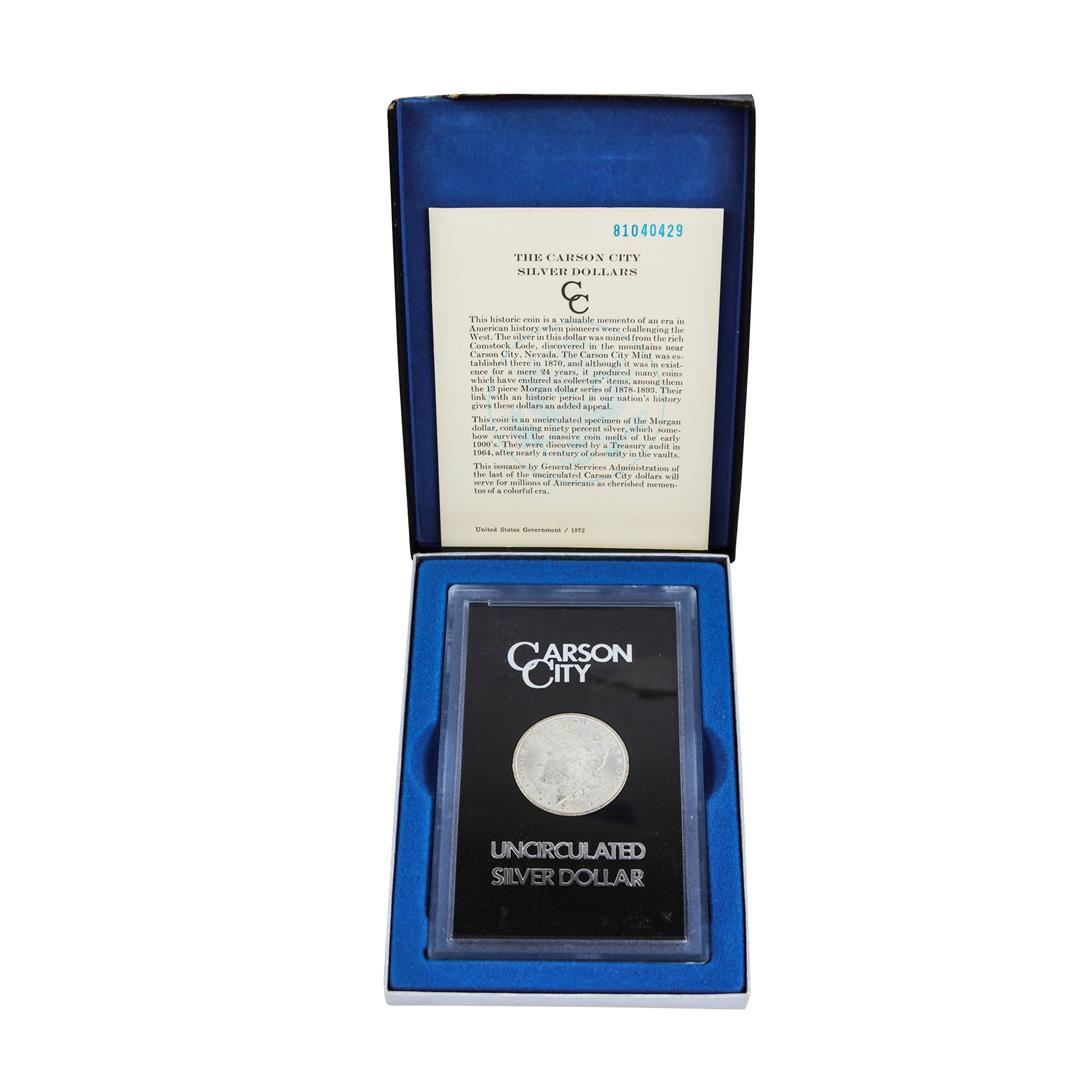 81040429
THE CARSON CITY
SILVER DOLLARS
CC
This historic coin is a valuable memento of an era in
American history when pioneers were challenging the
West. The silver in this dollar was mined from the rich
Comstock Lode, discovered in the mountains near
Carson City, Nevada. The Carson City Mint was es-
tablished there in 1870, and although it was in exist-
ence for a mere 24 years, it produced many coins
which have endured as collectors' items, among them
the 13 piece Morgan dollar series of 1878-1893. Their
link with an historic period in our nation's history
gives these dollars an added appeal.
This coin is an uncirculated specimen of the Morgan
dollar, containing ninety percent silver, which some-
how survived the massive coin melts of the early
1900's. They were discovered by a Treasury audit in
1964, after nearly a century of obscurity in the vaults.
This issuance by General Services Administration of
the last of the uncirculated Carson City dollars will
serve for millions of Americans as cherished memen-
tos of a colorful era.
United States Government / 1972
CARSON
CITY
UNCIRCULATED
SILVER DOLLAR